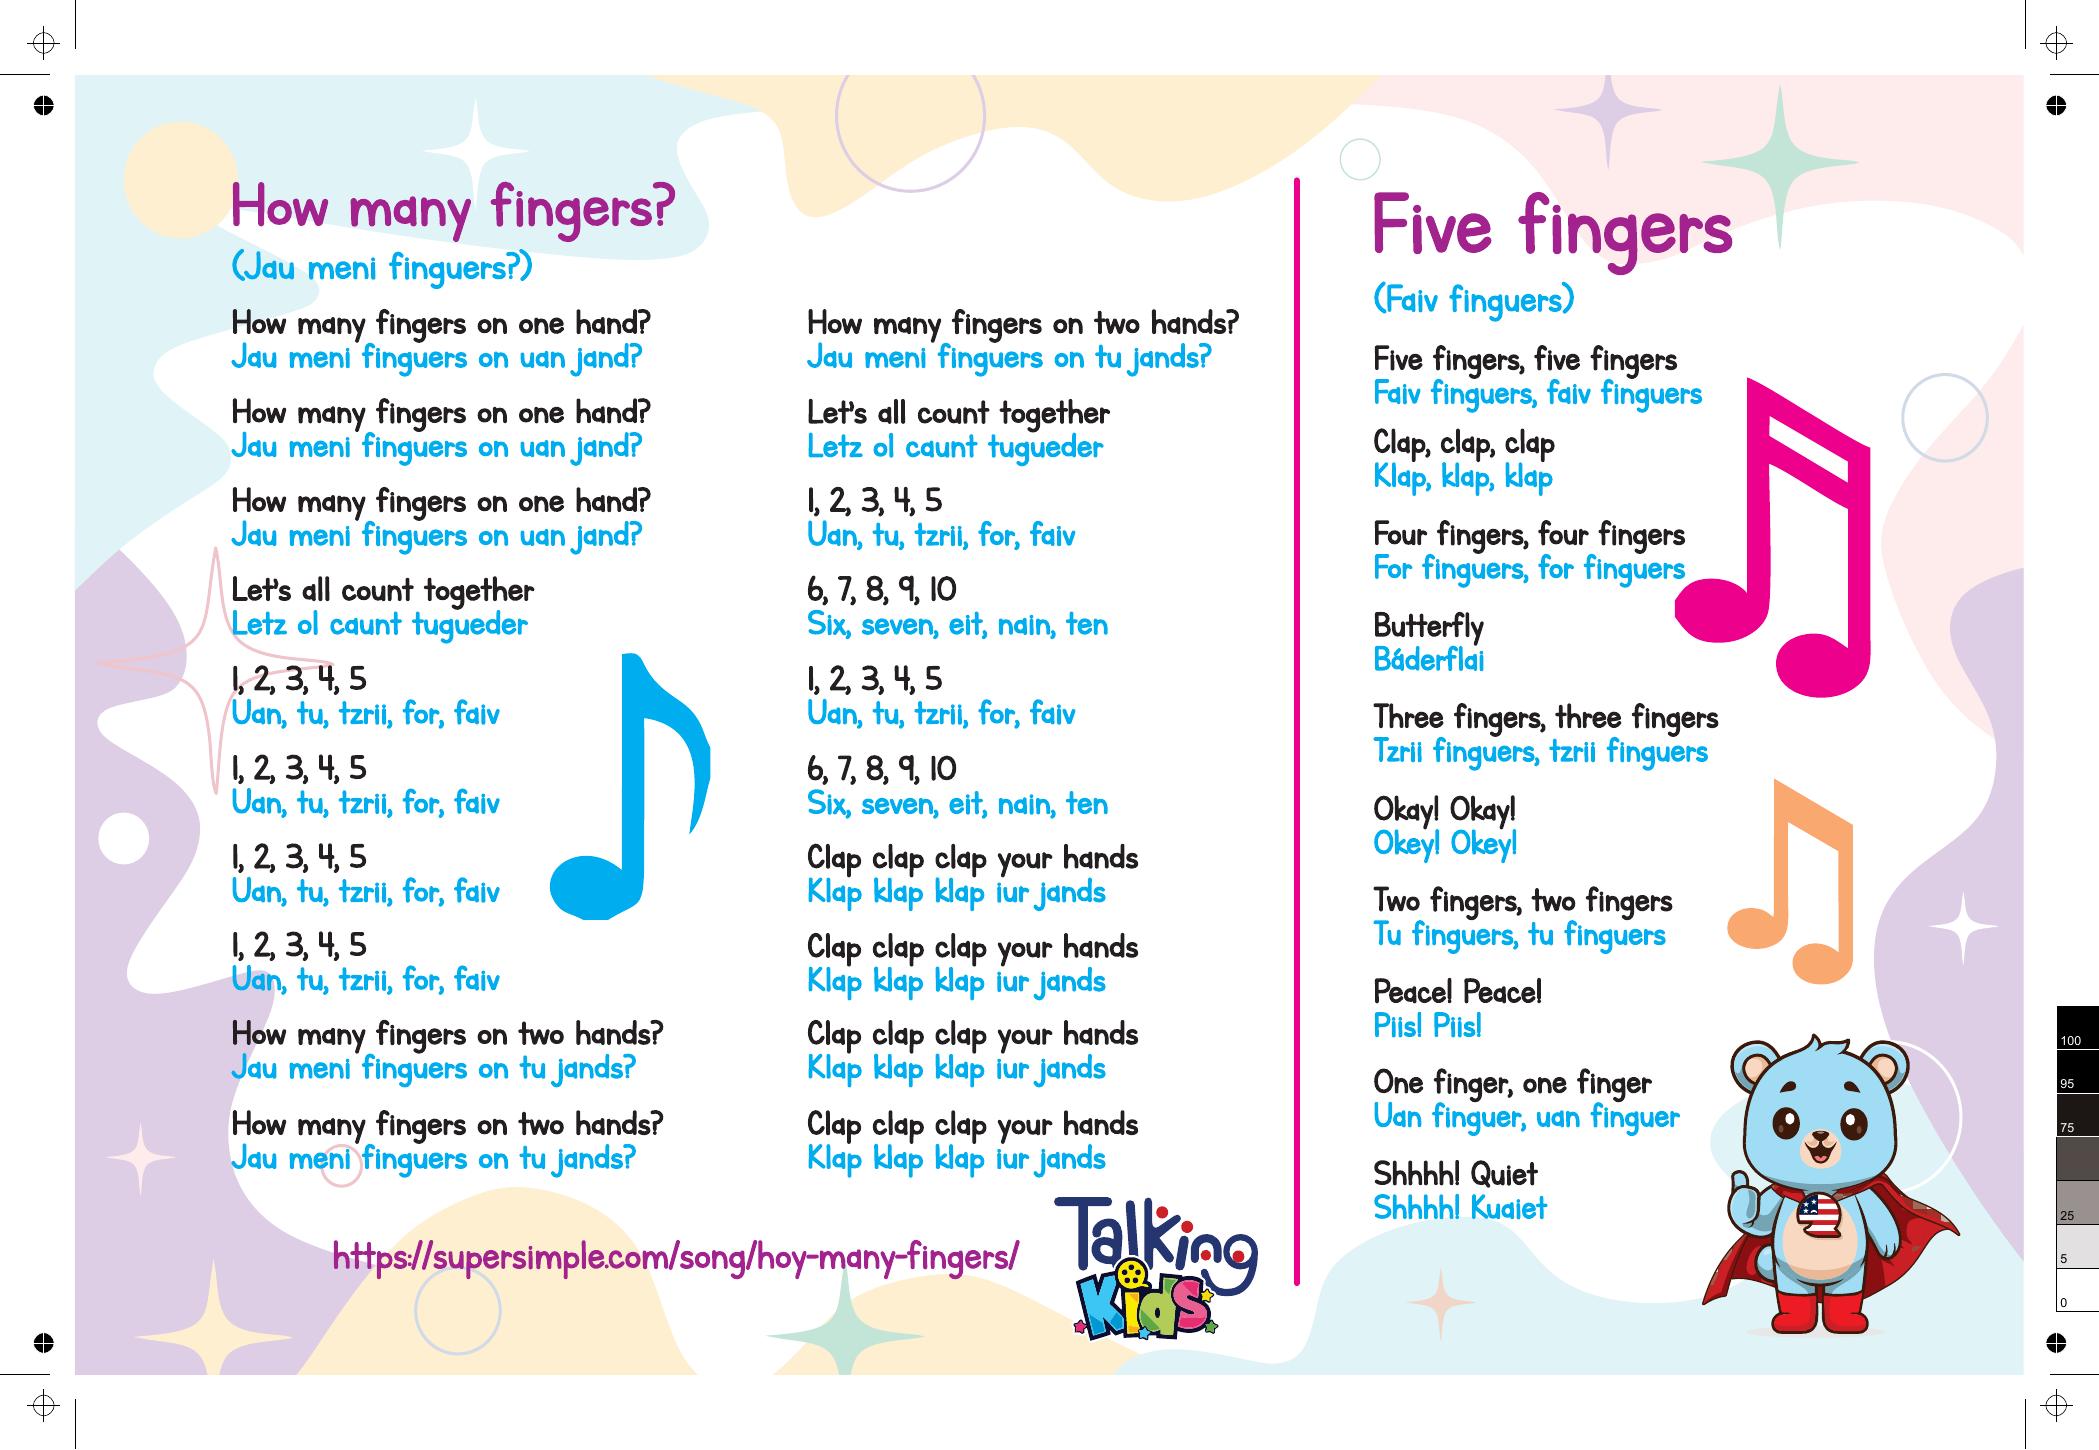 How many fingers?
(Jau meni finguers?)
How many fingers on one hand?
Jau meni finguers on uan jand?
How many fingers on one hand?
Jau meni finguers on uan jand?
How many fingers on one hand?
Jau meni finguers on uan jand?
Let's all count together
Letz ol caunt tugueder
1, 2, 3, 4, 5
Uan, tu, tzrii, for, faiv
1, 2, 3, 4, 5
Uan, tu, tzrii, for, faiv
1, 2, 3, 4, 5
Uan, tu, tzrii, for, faiv
1, 2, 3, 4, 5
Uan, tu, tzrii, for, faiv
How many fingers on two hands?
Jau meni finguers on tu jands?
How many fingers on two hands?
Jau meni finguers on tu jands?
How many fingers on two hands?
Jau meni finguers on tu jands?
Let's all count together
Letz ol caunt tugueder
1, 2, 3, 4, 5
Uan, tu, tzrii, for, faiv
6, 7, 8, 9, 10
Six, seven, eit, nain, ten
1, 2, 3, 4, 5
Uan, tu, tzrii, for, faiv
6, 7, 8, 9, 10
Six, seven, eit, nain, ten
Clap clap clap your hands
Klap klap klap iur jands
Clap clap clap your hands
Klap klap klap iur jands
Clap clap clap your hands
Klap klap klap iur jands
Clap clap clap your hands
Klap klap klap iur jands
https://supersimple.com/song/hoy-many-fingers/
Talking
Kids
Five fingers
(Faiv finguers)
Five fingers, five fingers
Faiv finguers, faiv finguers
Clap, clap, clap
Klap, klap, klap
Four fingers, four fingers
For finguers, for finguers
Butterfly
Báderflai
Three fingers, three fingers
Tzrii finguers, tzrii finguers
Okay! Okay!
Okey! Okey!
Two fingers, two fingers
Tu finguers, tu finguers
Peace! Peace!
Piis! Piis!
One finger, one finger
Uan finguer, uan finguer
Shhhh! Quiet
Shhhh! Kuaiet
100
95
75
25
5
0